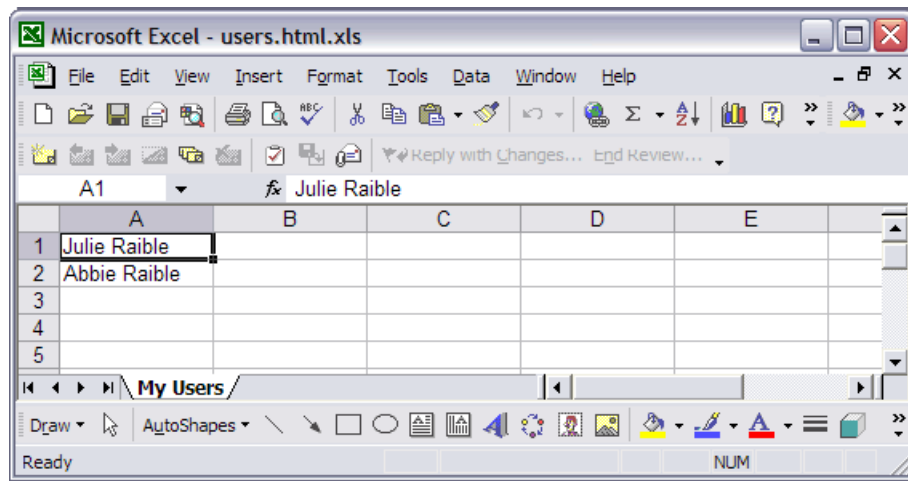 Microsoft Excel - users.html.xls
File Edit View Insert Format Tools Data Window Help
ABC Σ A Z ? »
Reply with Changes... End Review...
A1 fx Julie Raible
A B C D E
1 Julie Raible
2 Abbie Raible
3
4
5
My Users
Draw AutoShapes A A »
Ready NUM